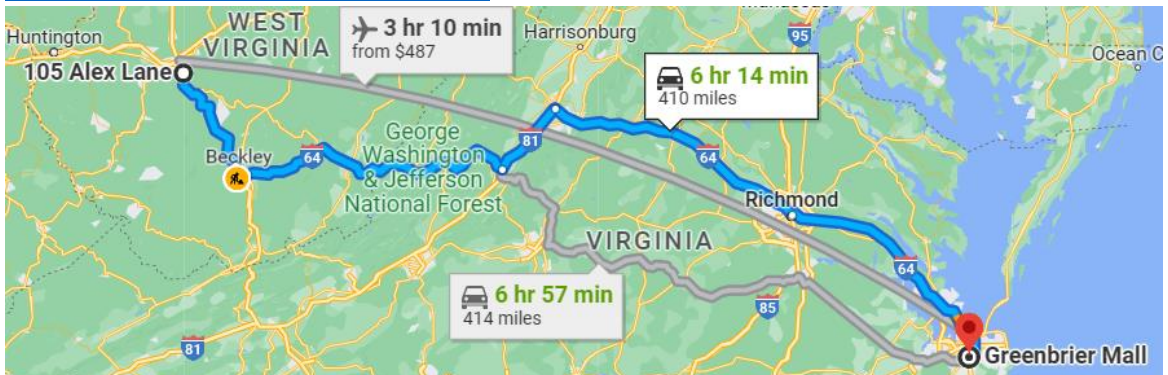 WEST
VIRGINIA
Huntington
3 hr 10 min
from $487
Harrisonburg
95
Ocean C
105 Alex Lane
6 hr 14 min
410 miles
81
George
Washington
& Jefferson
National Forest
Beckley
64
64
Richmond
VIRGINIA
64
6 hr 57 min
414 miles
85
81
Greenbrier Mall